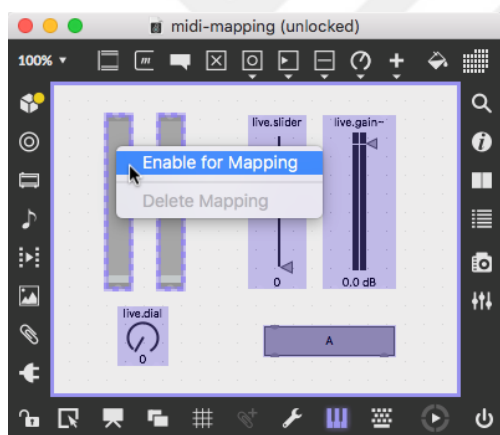 midi-mapping (unlocked)
100%
m
live.slider
live.gain~
Enable for Mapping
Delete Mapping
0
0.0 dB
live.dial
0
A